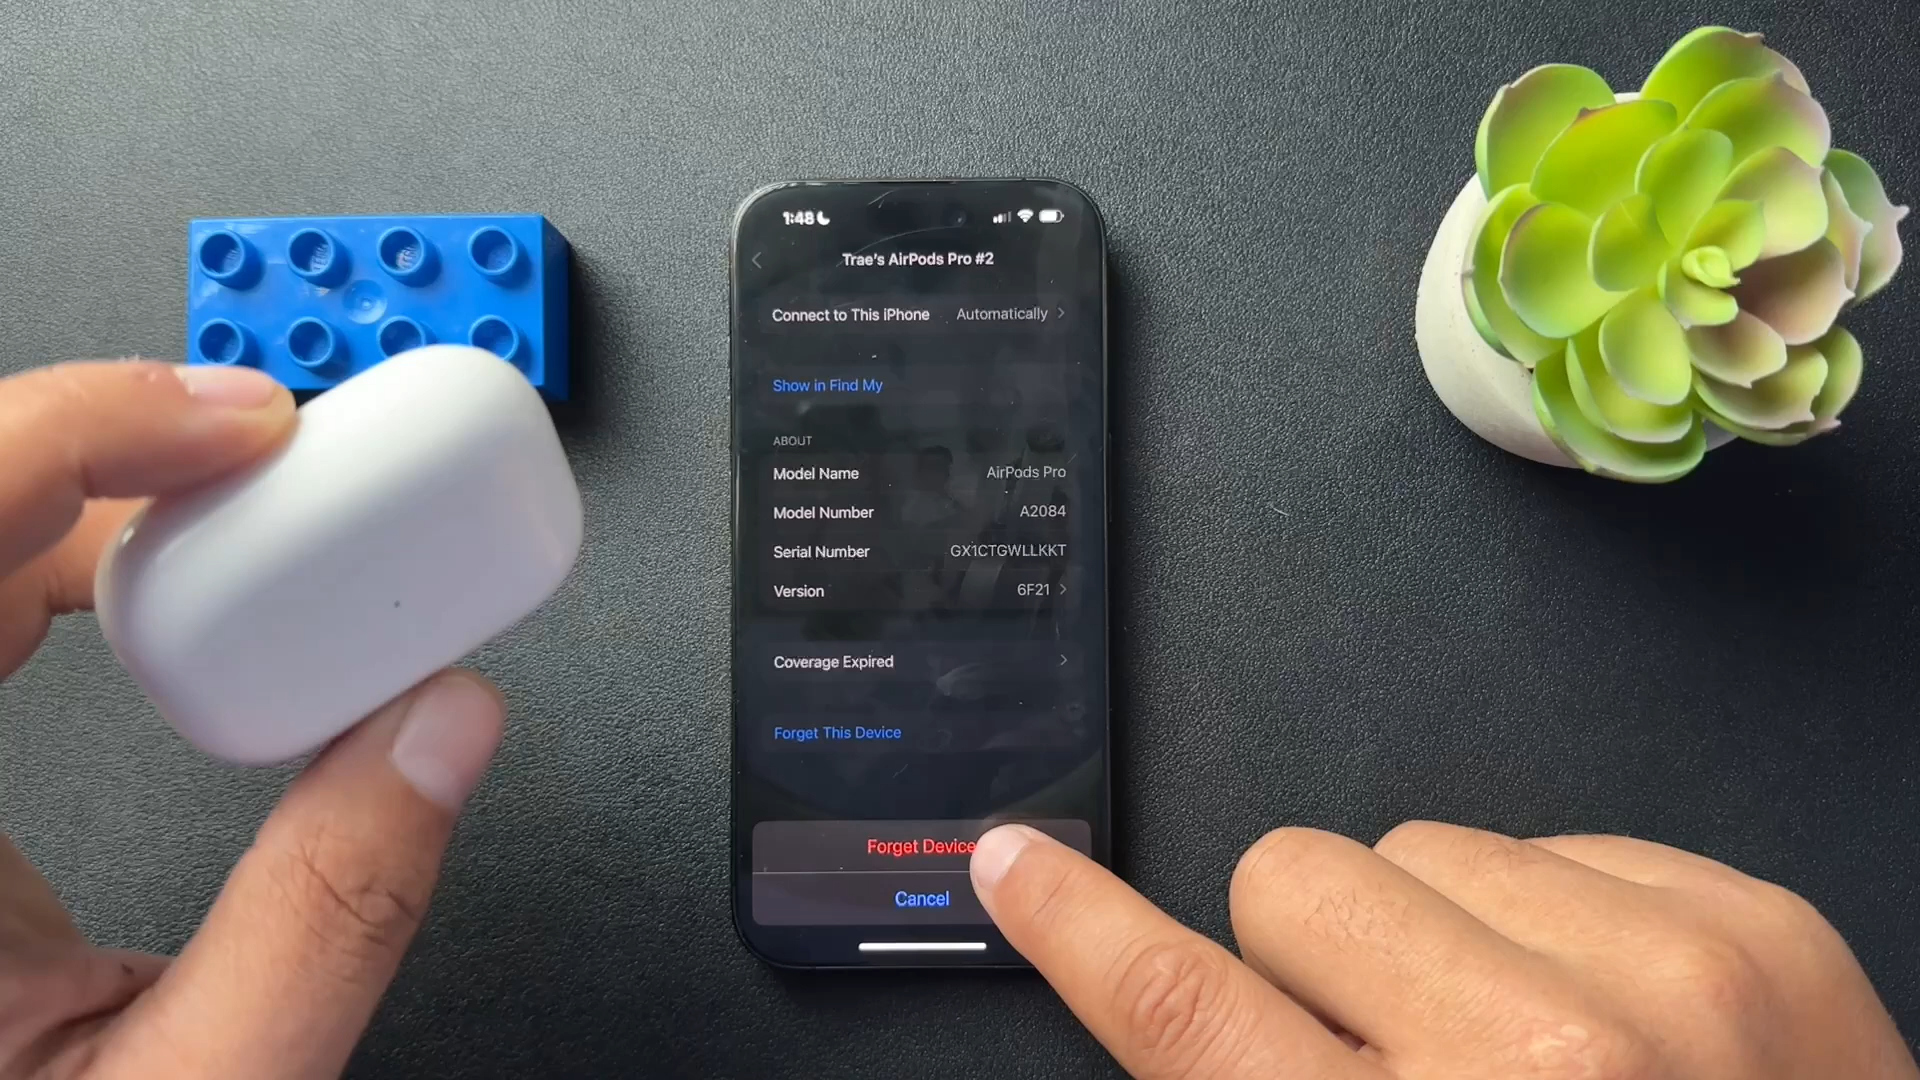 1:48
Trae's AirPods Pro #2
Connect to This iPhone Automatically
Show in Find My
ABOUT
Model Name AirPods Pro
Model Number A2084
Serial Number GX1CTGWLLKKT
Version 6F21
Coverage Expired
Forget This Device
Forget Device
Cancel